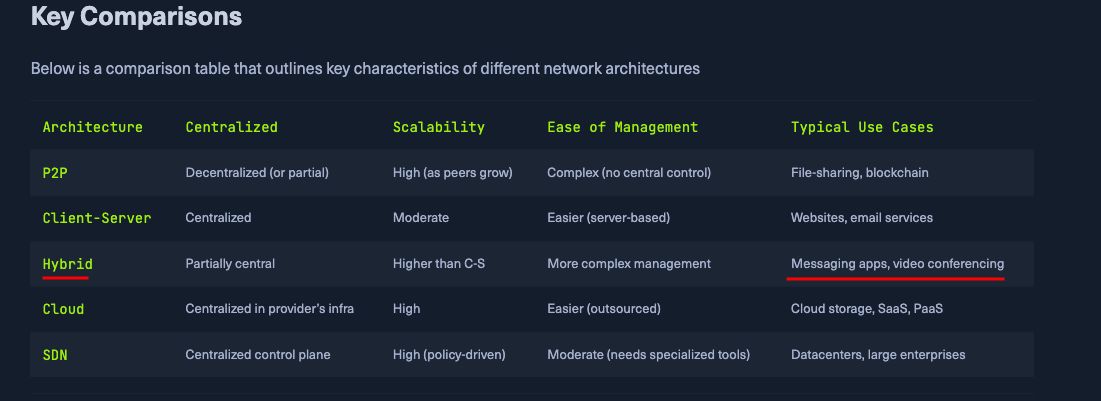 Key Comparisons
Below is a comparison table that outlines key characteristics of different network architectures
Architecture Centralized Scalability Ease of Management Typical Use Cases
P2P Decentralized (or partial) High (as peers grow) Complex (no central control) File-sharing, blockchain
Client-Server Centralized Moderate Easier (server-based) Websites, email services
Hybrid Partially central Higher than C-S More complex management Messaging apps, video conferencing
Cloud Centralized in provider's infra High Easier (outsourced) Cloud storage, SaaS, PaaS
SDN Centralized control plane High (policy-driven) Moderate (needs specialized tools) Datacenters, large enterprises